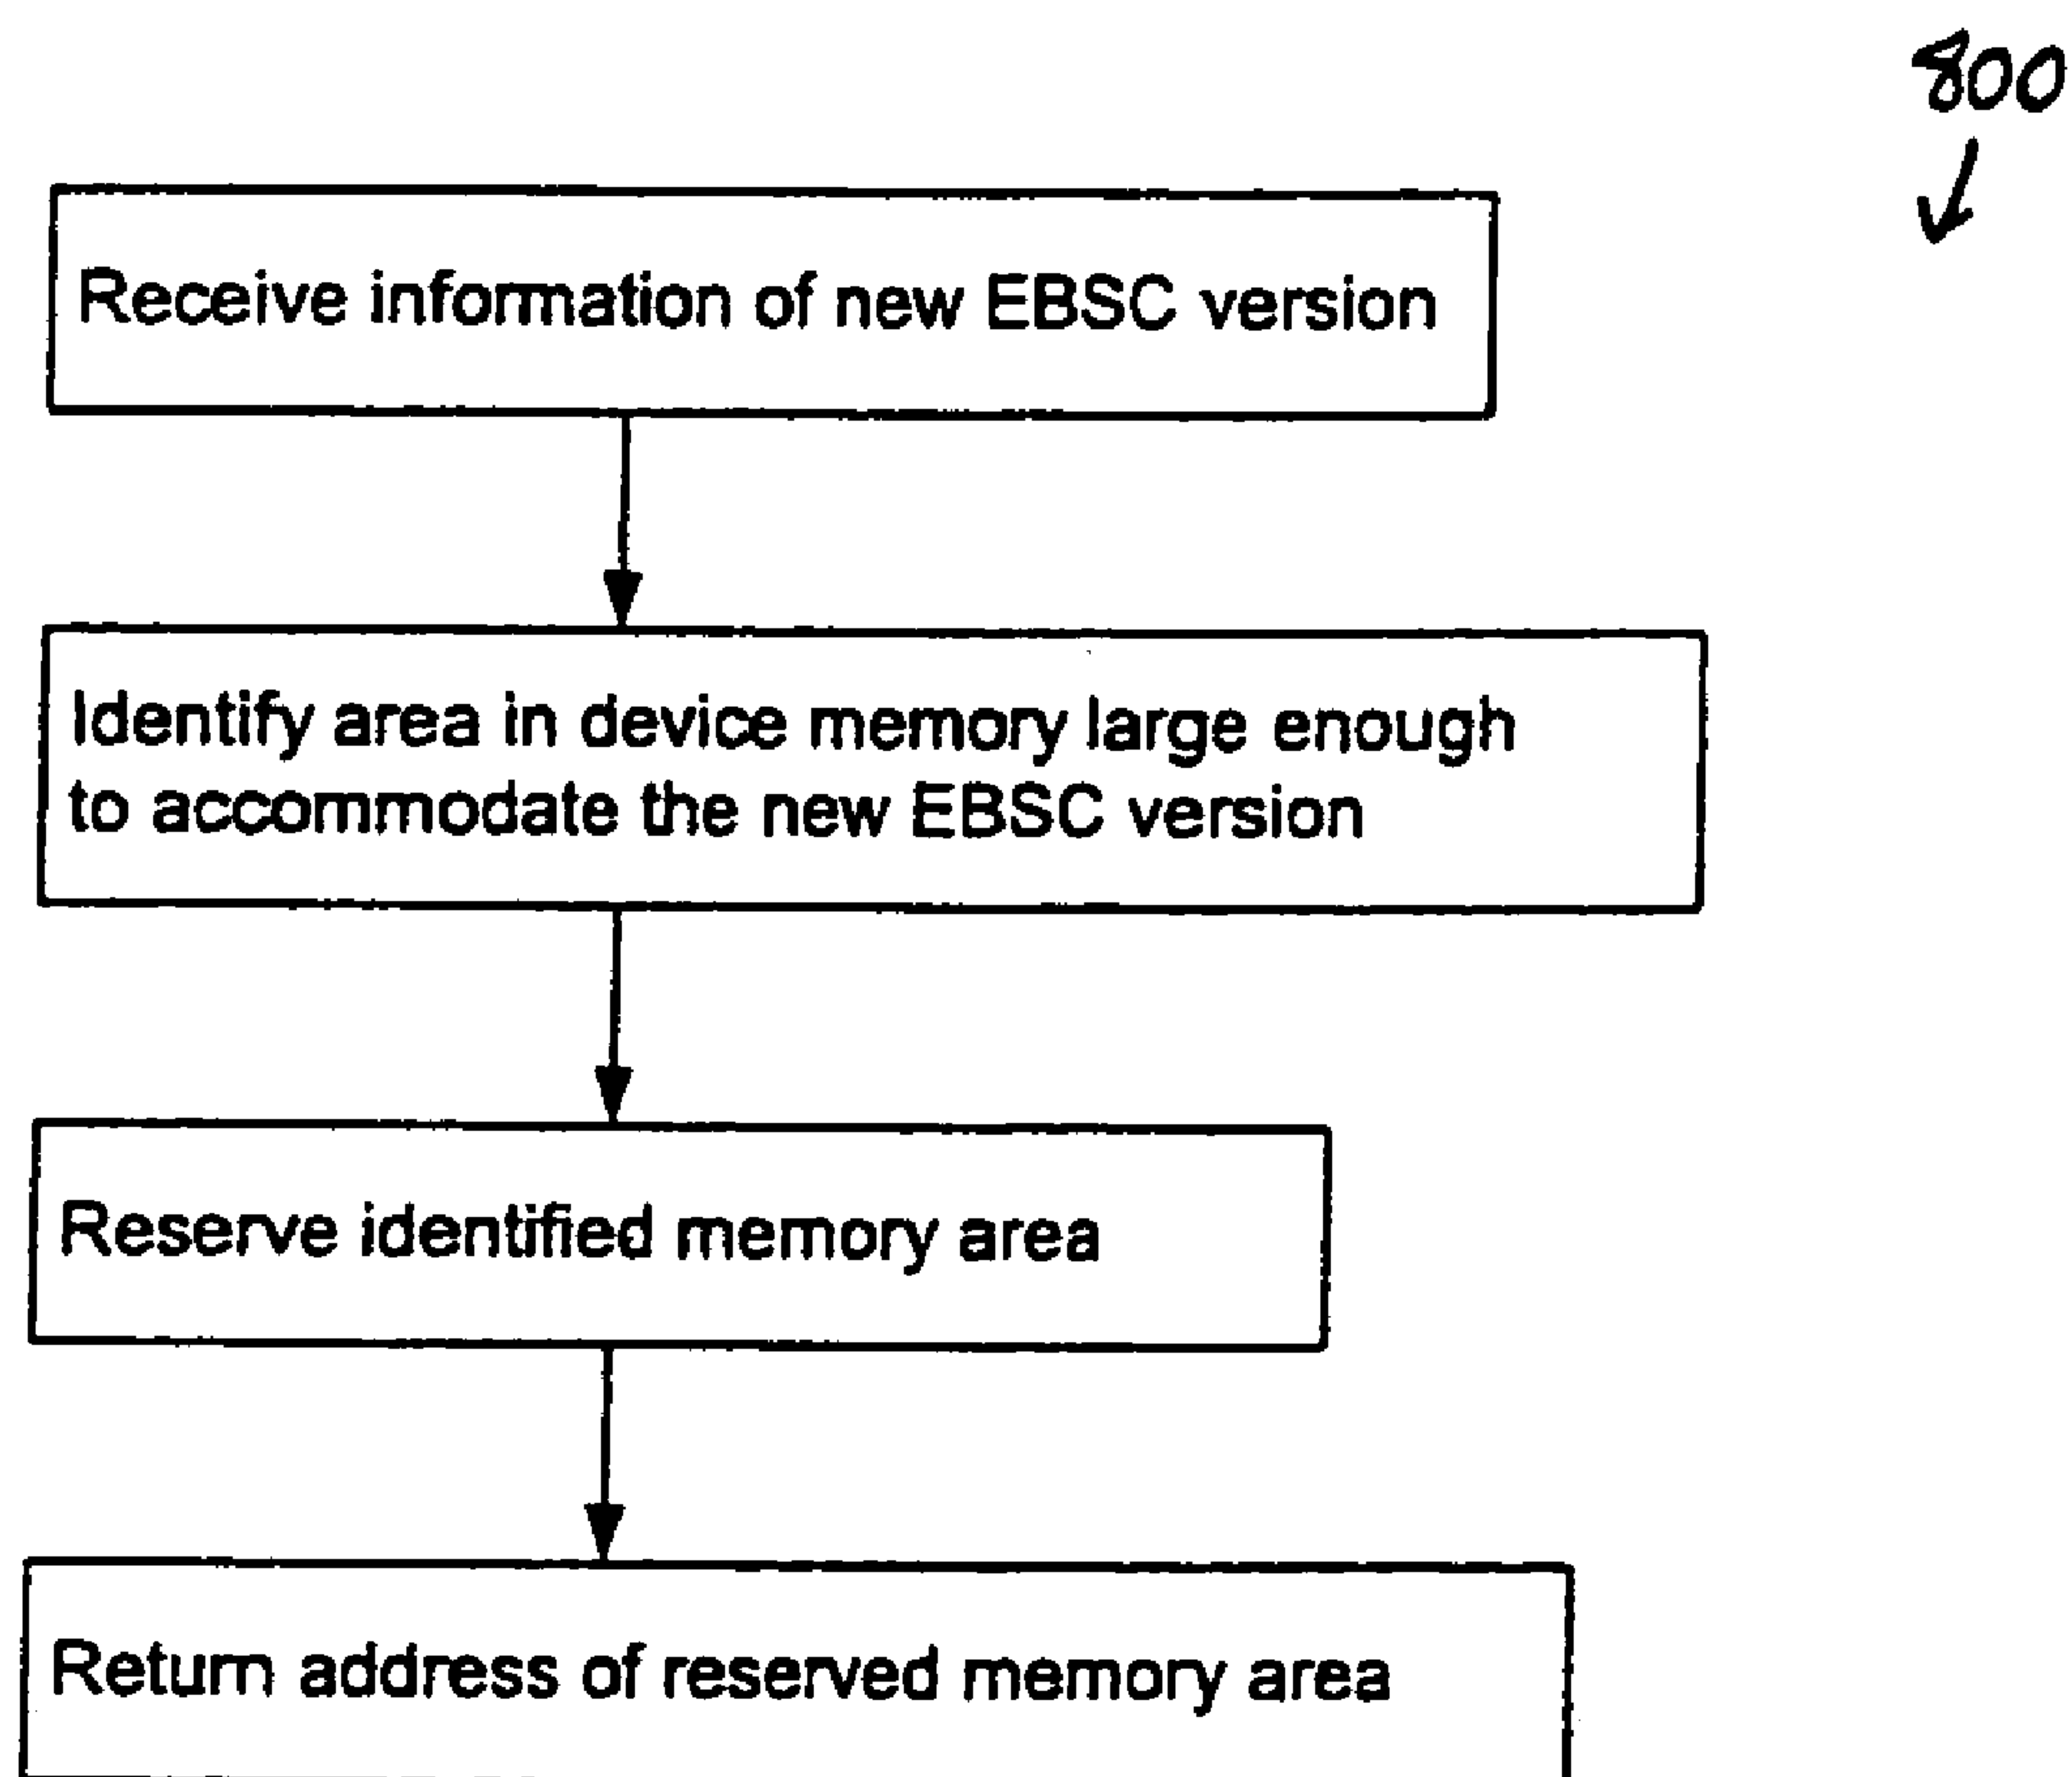 800
Receive information of new EBSC version
Identify area in device memory large enough
to accommodate the new EBSC version
Reserve identified memory area
Return address of reserved memory area